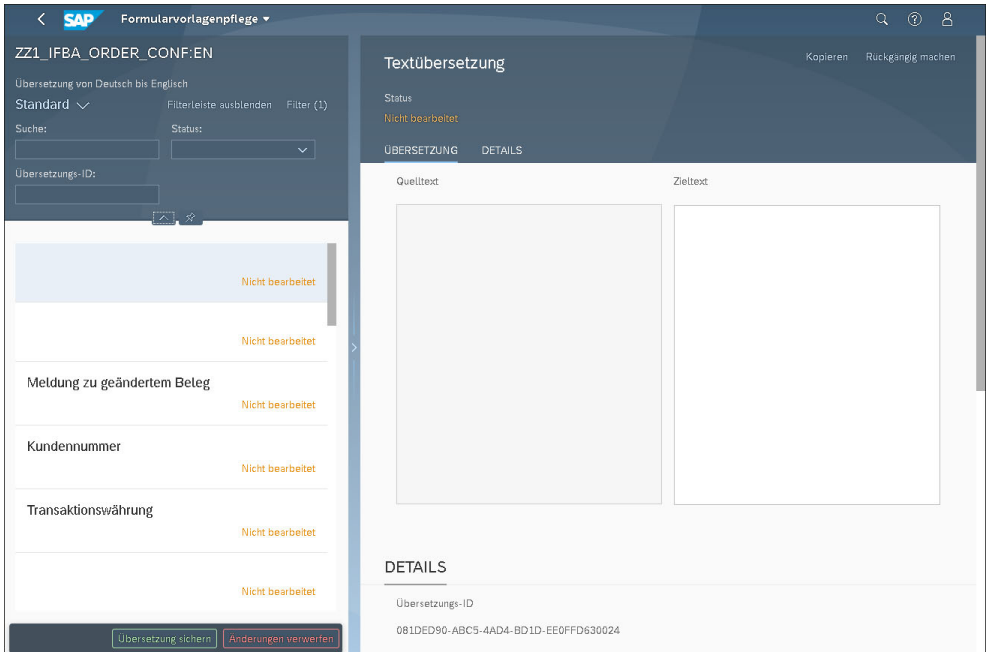 SAP Formularvorlagenpflege
ZZ1_IFBA_ORDER_CONF:EN
Übersetzung von Deutsch bis Englisch
Standard Filterleiste ausblenden Filter (1)
Suche: Status:
Übersetzungs-ID:
Nicht bearbeitet
Nicht bearbeitet
Meldung zu geändertem Beleg
Nicht bearbeitet
Kundennummer
Nicht bearbeitet
Transaktionswährung
Nicht bearbeitet
Nicht bearbeitet
Übersetzung sichern Änderungen verwerfen
Textübersetzung Kopieren Rückgängig machen
Status
Nicht bearbeitet
ÜBERSETZUNG DETAILS
Quelltext Zieltext
DETAILS
Übersetzungs-ID
081DED90-ABC5-4AD4-BD1D-EE0FFD630024